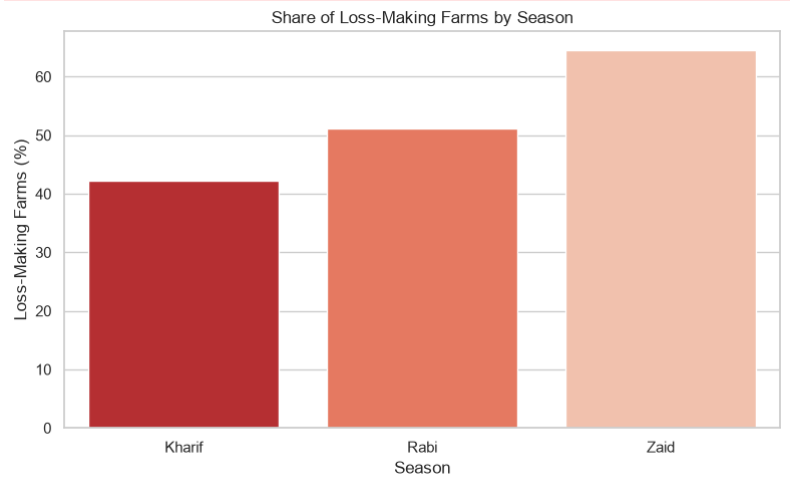 Share of Loss-Making Farms by Season
Loss-Making Farms (%)
60
50
40
30
20
10
0
Kharif Rabi Zaid
Season